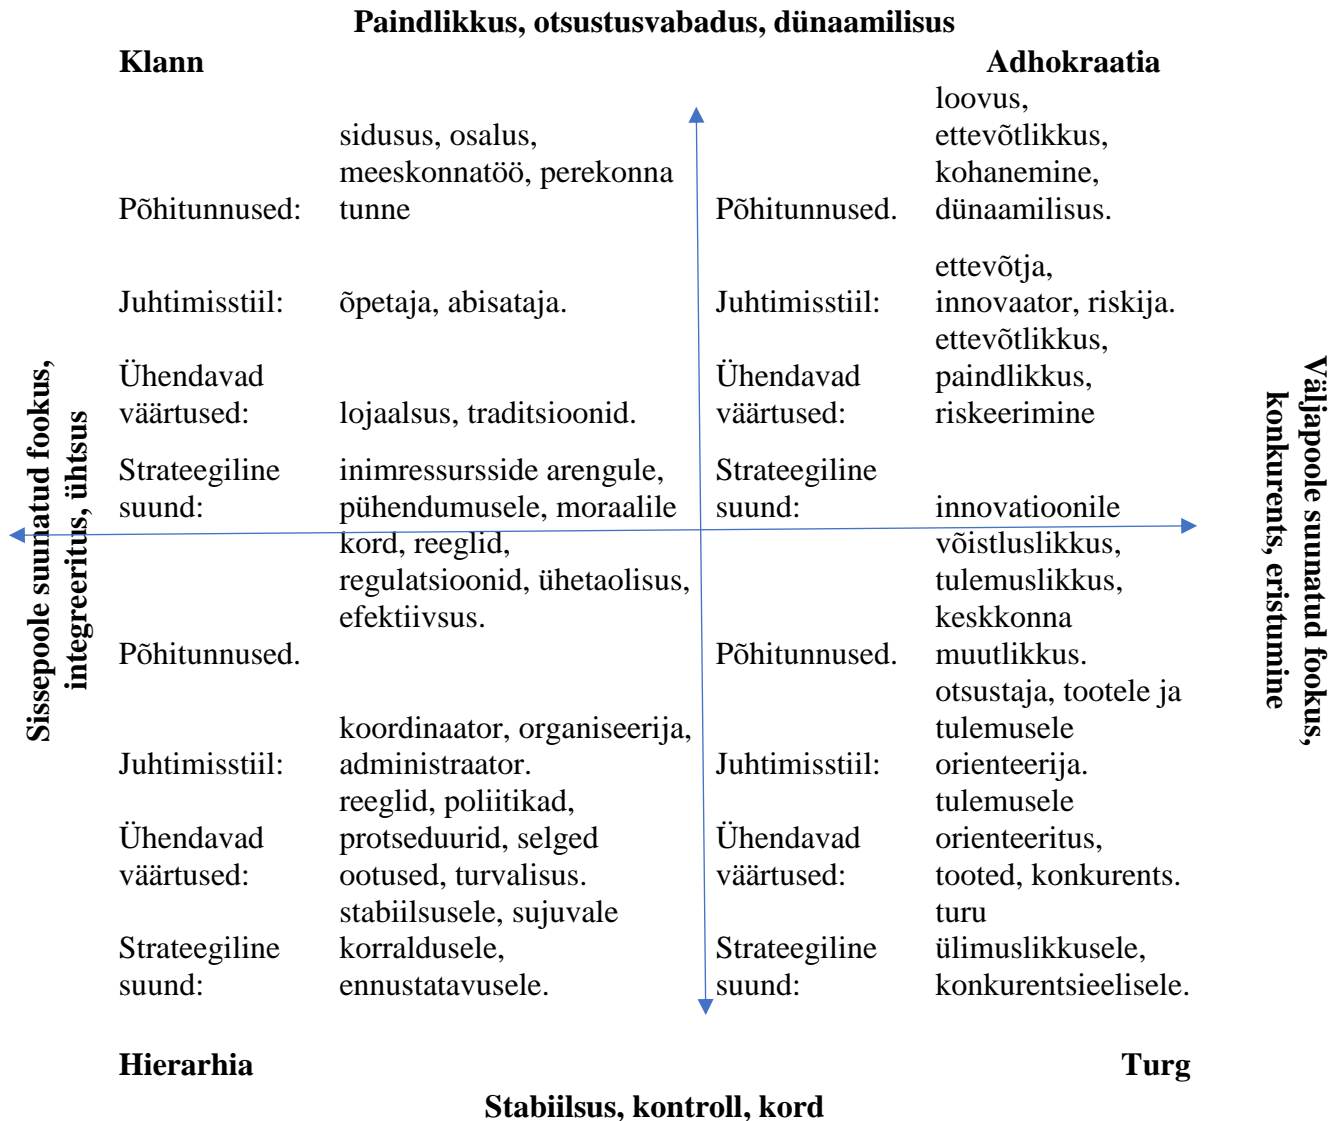 Paindlikkus, otsustusvabadus, dünaamilisus
Klann
Adhokraatia
Põhitunnused:
sidusus, osalus,
meeskonnatöö, perekonna
tunne
Põhitunnused.
loovus,
ettevõtlikkus,
kohanemine,
dünaamilisus.
Juhtimisstiil:
õpetaja, abisataja.
Juhtimisstiil:
ettevõtja,
innovaator, riskija.
Ühendavad
väärtused:
lojaalsus, traditsioonid.
Ühendavad
väärtused:
ettevõtlikkus,
paindlikkus,
riskeerimine
Strateegiline
suund:
inimressursside arengule,
pühendumusele, moraalile
Strateegiline
suund:
innovatioonile
Sissepoole suunatud fookus,
integreeritus, ühtsus
Väljapoole suunatud fookus,
konkurents, eristumine
Põhitunnused.
kord, reeglid,
regulatsioonid, ühetaolisus,
efektiivsus.
Põhitunnused.
võistluslikkus,
tulemuslikkus,
keskkonna
muutlikkus.
Juhtimisstiil:
koordinaator, organiseerija,
administraator.
Juhtimisstiil:
otsustaja, tootele ja
tulemusele
orienteerija.
Ühendavad
väärtused:
reeglid, poliitikad,
protseduurid, selged
ootused, turvalisus.
Ühendavad
väärtused:
tulemusele
orienteeritus,
tooted, konkurents.
Strateegiline
suund:
stabiilsusele, sujuvale
korraldusele,
ennustatavusele.
Strateegiline
suund:
turu
ülimuslikkusele,
konkurentsieelisele.
Hierarhia
Turg
Stabiilsus, kontroll, kord